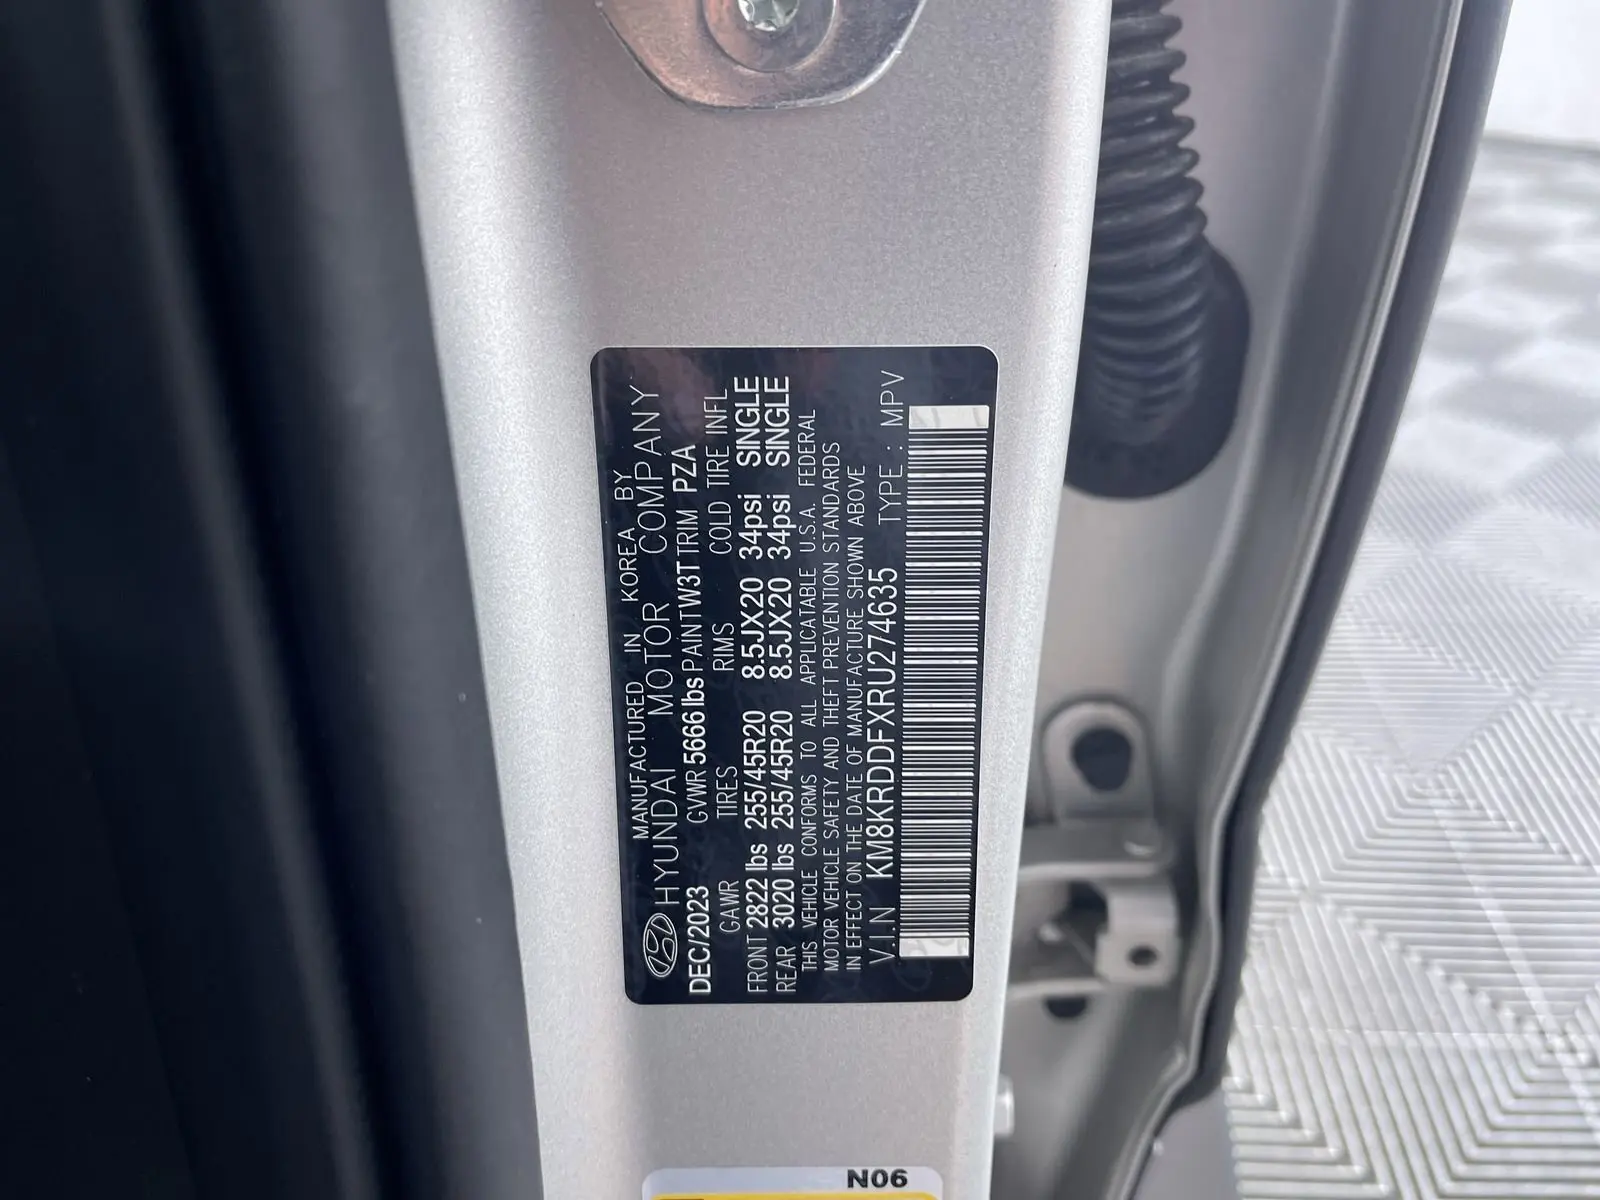 MANUFACTURED IN KOREA BY
HYUNDAI MOTOR COMPANY
DEC/2023 GVWR 5666 lbs PAINT W3T TRIM PZA
GAWR TIRES RIMS COLD TIRE INFL
FRONT 2822 lbs 255/45R20 8.5JX20 34psi SINGLE
REAR 3020 lbs 255/45R20 8.5JX20 34psi SINGLE
THIS VEHICLE CONFORMS TO ALL APPLICATABLE U.S.A. FEDERAL
MOTOR VEHICLE SAFETY AND THEFT PREVENTION STANDARDS
IN EFFECT ON THE DATE OF MANUFACTURE SHOWN ABOVE
V.I.N KM8KRDDFXRU274635 TYPE : MPV
N06